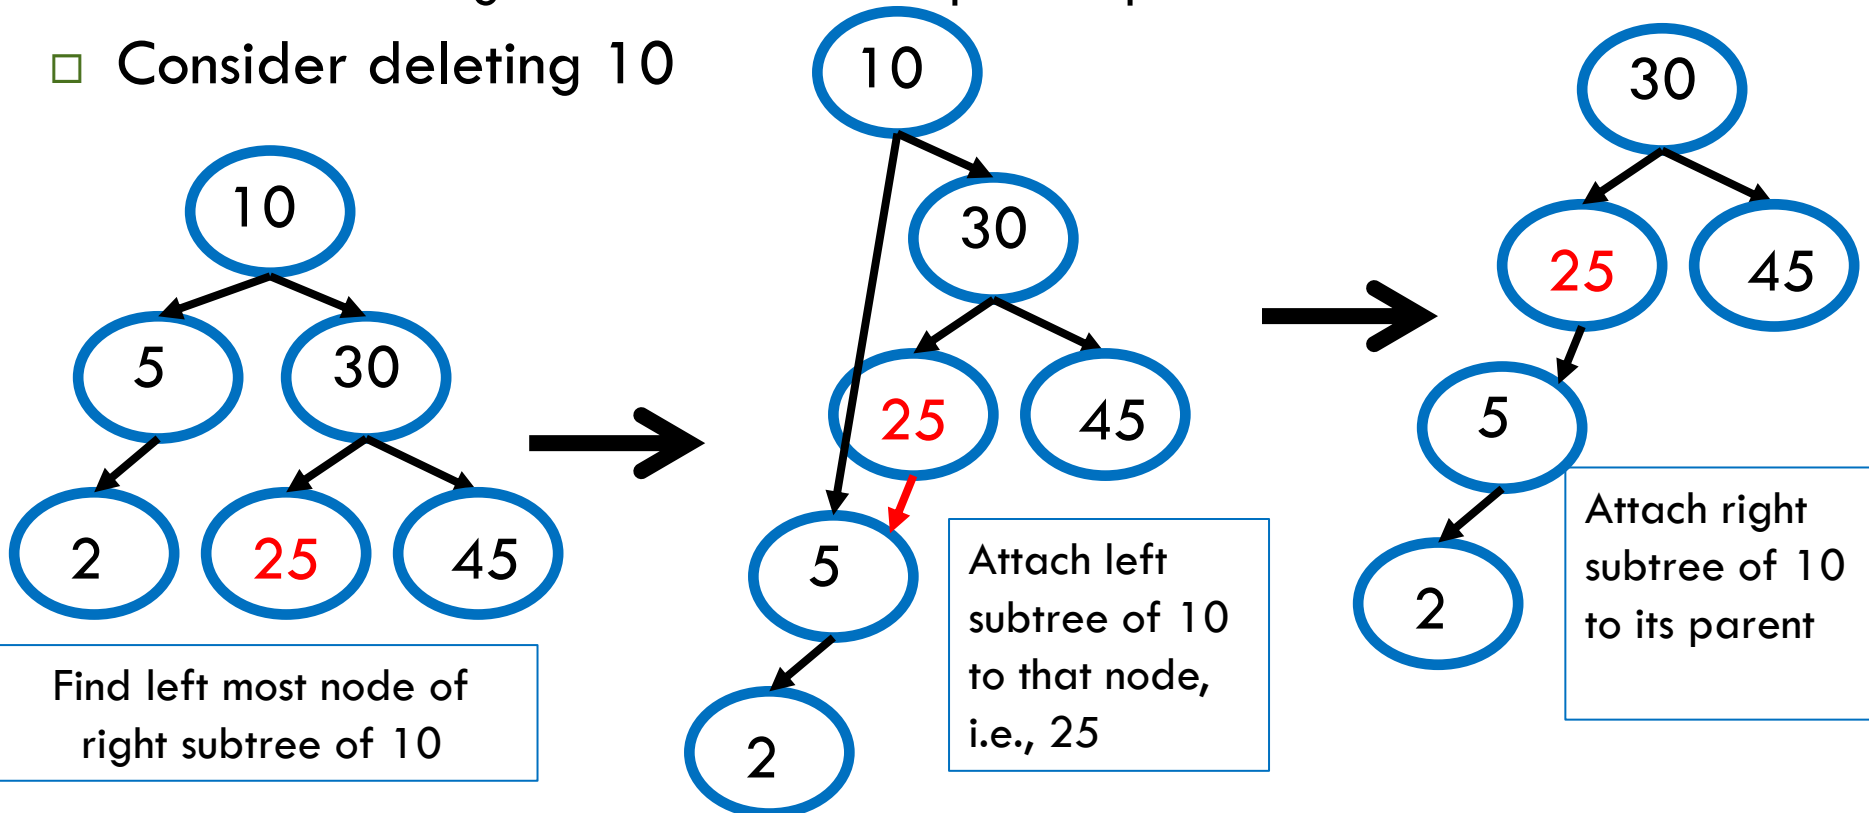 Consider deleting 10
10
5
30
2
25
45
Find left most node of
right subtree of 10
10
30
25
45
5
2
Attach left
subtree of 10
to that node,
i.e., 25
30
25
45
5
2
Attach right
subtree of 10
to its parent